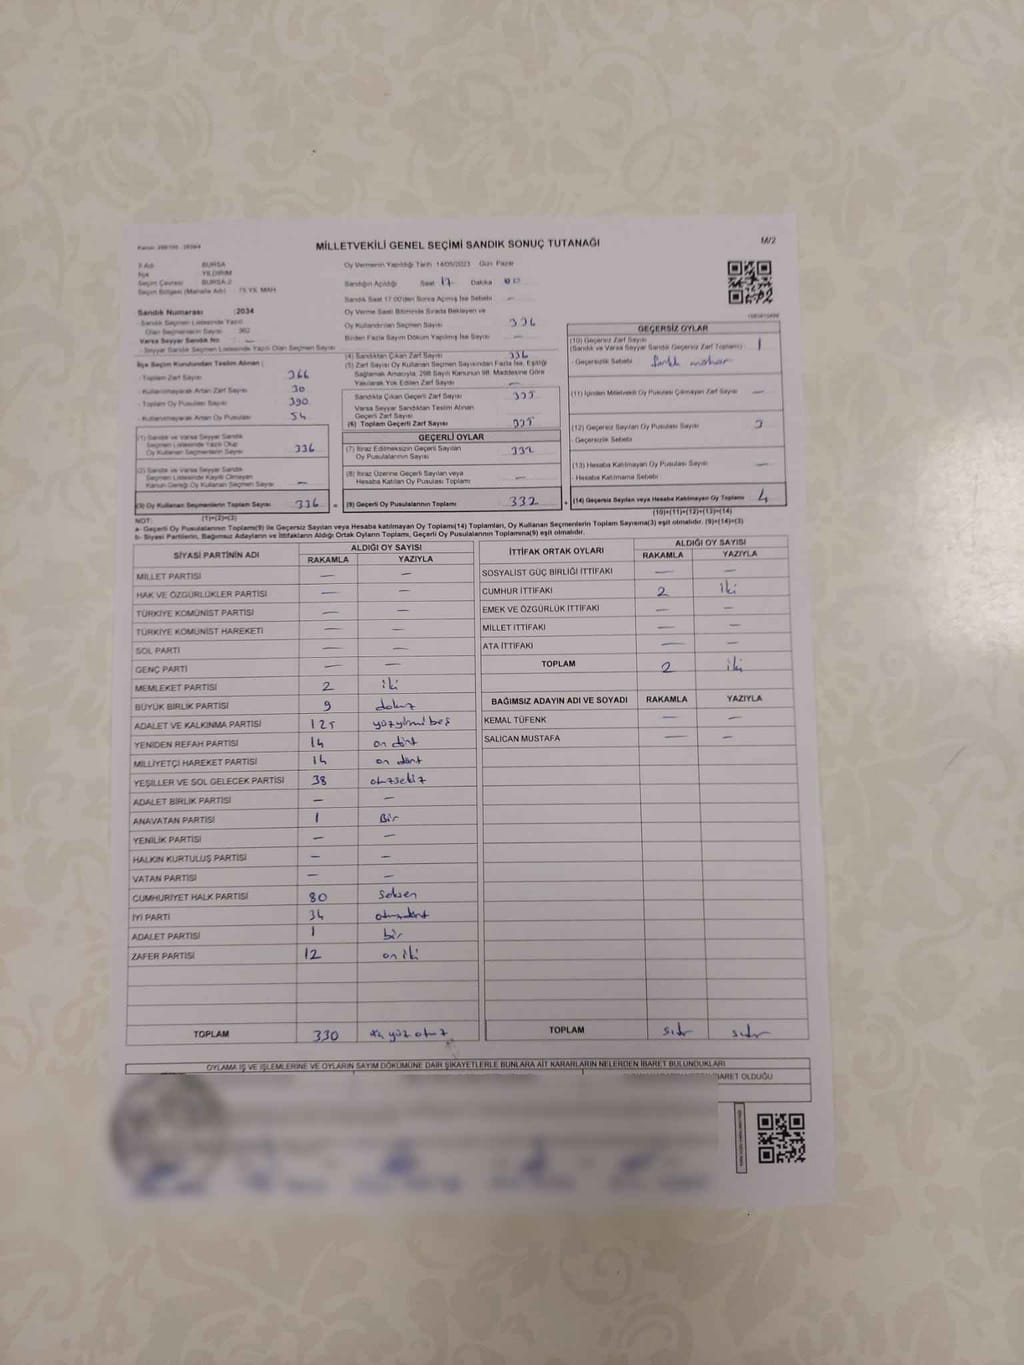 MİLLETVEKİLİ GENEL SEÇİMİ SANDIK SONUÇ TUTANAĞI
M/2
İl Adı BURSA
İlçe YILDIRIM
Seçim Çevresi BURSA-2
Seçim Bölgesi (Mahalle Adı) : 75.YIL MAH.
Sandık Numarası :2034
- Sandık Seçmen Listesinde Yazılı
Olan Seçmenlerin Sayısı : 362
Varsa Seyyar Sandık No —
- Seyyar Sandık Seçmen Listesinde Yazılı Olan Seçmen Sayısı
İlçe Seçim Kurulundan Teslim Alınan :
- Toplam Zarf Sayısı 366
- Kullanılmayarak Artan Zarf Sayısı 30
- Toplam Oy Pusulası Sayısı 390
- Kullanılmayarak Artan Oy Pusulası 54
(1) Sandık ve Varsa Seyyar Sandık
Seçmen Listesinde Yazılı Olup
Oy Kullanan Seçmenlerin Sayısı 336
(2) Sandık ve Varsa Seyyar Sandık
Seçmen Listesinde Kayıtlı Olmayan
Kanun Gereği Oy Kullanan Seçmen Sayısı —
(3) Oy Kullanan Seçmenlerin Toplam Sayısı 336 =
(1)+(2)=(3)
Oy Vermenin Yapıldığı Tarih 14/05/2023 Gün Pazar
Sandığın Açıldığı Saat 17 Dakika
Sandık Saat 17:00'den Sonra Açılmış İse Sebebi —
Oy Verme Saati Bitiminde Sırada Bekleyen ve
Oy Kullandırılan Seçmen Sayısı 336
Birden Fazla Sayım Döküm Yapılmış İse Sayısı —
(4) Sandıktan Çıkan Zarf Sayısı 336
(5) Zarf Sayısı Oy Kullanan Seçmen Sayısından Fazla İse, Eşitliği
Sağlamak Amacıyla, 298 Sayılı Kanunun 98. Maddesine Göre
Yakılarak Yok Edilen Zarf Sayısı —
Sandıkta Çıkan Geçerli Zarf Sayısı 335
Varsa Seyyar Sandıktan Teslim Alınan
Geçerli Zarf Sayısı
(6) Toplam Geçerli Zarf Sayısı 335
GEÇERLİ OYLAR
(7) İtiraz Edilmeksizin Geçerli Sayılan
Oy Pusulalarının Sayısı 332
(8) İtiraz Üzerine Geçerli Sayılan veya
Hesaba Katılan Oy Pusulası Sayısı —
(9) Geçerli Oy Pusulalarının Toplamı 332 +
GEÇERSİZ OYLAR
(10) Geçersiz Zarf Sayısı
(Sandık ve Varsa Seyyar Sandık Geçersiz Zarf Toplamı) 1
- Geçersizlik Sebebi farklı mühür
(11) İçinden Milletvekili Oy Pusulası Çıkmayan Zarf Sayısı —
(12) Geçersiz Sayılan Oy Pusulası Sayısı 3
- Geçersizlik Sebebi
(13) Hesaba Katılmayan Oy Pusulası Sayısı —
- Hesaba Katılmama Sebebi
(14) Geçersiz Sayılan veya Hesaba Katılmayan Oy Toplamı 4
(10)+(11)+(12)+(13)=(14)
NOT:
a- Geçerli Oy Pusulalarının Toplamı(9) ile Geçersiz Sayılan veya Hesaba katılmayan Oy Toplamı(14) Toplamları, Oy Kullanan Seçmenlerin Toplam Sayısına(3) eşit olmalıdır. (9)+(14)=(3)
b- Siyasi Partilerin, Bağımsız Adayların ve İttifakların Aldığı Ortak Oyların Toplamı, Geçerli Oy Pusulalarının Toplamına(9) eşit olmalıdır.
SİYASİ PARTİNİN ADI ALDIĞI OY SAYISI
RAKAMLA YAZIYLA
MİLLET PARTİSİ — —
HAK VE ÖZGÜRLÜKLER PARTİSİ — —
TÜRKİYE KOMÜNİST PARTİSİ — —
TÜRKİYE KOMÜNİST HAREKETİ — —
SOL PARTİ — —
GENÇ PARTİ — —
MEMLEKET PARTİSİ 2 iki
BÜYÜK BİRLİK PARTİSİ 9 dokuz
ADALET VE KALKINMA PARTİSİ 125 yüzyirmibeş
YENİDEN REFAH PARTİSİ 14 on dört
MİLLİYETÇİ HAREKET PARTİSİ 14 on dört
YEŞİLLER VE SOL GELECEK PARTİSİ 38 otuzsekiz
ADALET BİRLİK PARTİSİ — —
ANAVATAN PARTİSİ 1 Bir
YENİLİK PARTİSİ — —
HALKIN KURTULUŞ PARTİSİ — —
VATAN PARTİSİ — —
CUMHURİYET HALK PARTİSİ 80 Seksen
İYİ PARTİ 34 otuzdört
ADALET PARTİSİ 1 bir
ZAFER PARTİSİ 12 on iki
TOPLAM 330 üç yüz otuz
İTTİFAK ORTAK OYLARI ALDIĞI OY SAYISI
RAKAMLA YAZIYLA
SOSYALİST GÜÇ BİRLİĞİ İTTİFAKI — —
CUMHUR İTTİFAKI 2 iki
EMEK VE ÖZGÜRLÜK İTTİFAKI — —
MİLLET İTTİFAKI — —
ATA İTTİFAKI — —
TOPLAM 2 iki
BAĞIMSIZ ADAYIN ADI VE SOYADI RAKAMLA YAZIYLA
KEMAL TÜFENK — —
SALİCAN MUSTAFA — —
TOPLAM sıfır sıfır
OYLAMA İŞ VE İŞLEMLERİNE VE OYLARIN SAYIM DÖKÜMÜNE DAİR ŞİKAYETLERLE BUNLARA AİT KARARLARIN NELERDEN İBARET BULUNDUKLARI
İBARET OLDUĞU